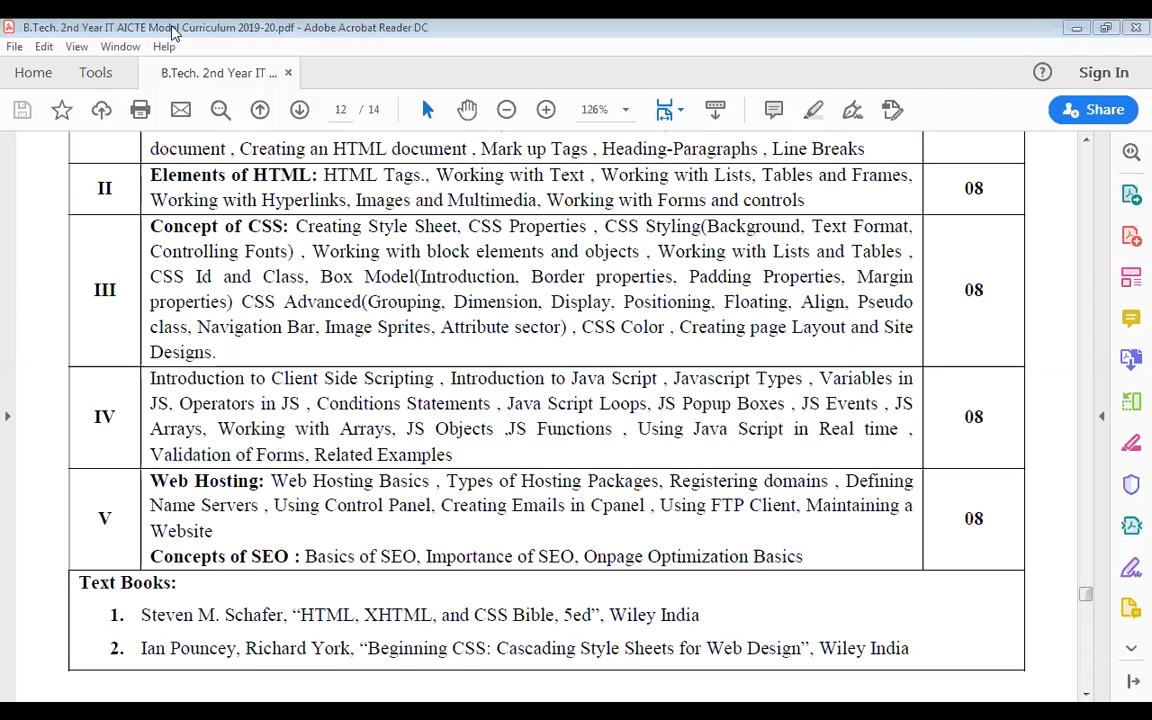 B.Tech. 2nd Year IT AICTE Model Curriculum 2019-20.pdf - Adobe Acrobat Reader DC
File Edit View Window Help
Home Tools B.Tech. 2nd Year IT ... × Sign In
12 / 14 126% Share
document , Creating an HTML document , Mark up Tags , Heading-Paragraphs , Line Breaks
II Elements of HTML: HTML Tags., Working with Text , Working with Lists, Tables and Frames, 08
Working with Hyperlinks, Images and Multimedia, Working with Forms and controls
Concept of CSS: Creating Style Sheet, CSS Properties , CSS Styling(Background, Text Format,
Controlling Fonts) , Working with block elements and objects , Working with Lists and Tables ,
CSS Id and Class, Box Model(Introduction, Border properties, Padding Properties, Margin
III properties) CSS Advanced(Grouping, Dimension, Display, Positioning, Floating, Align, Pseudo 08
class, Navigation Bar, Image Sprites, Attribute sector) , CSS Color , Creating page Layout and Site
Designs.
Introduction to Client Side Scripting , Introduction to Java Script , Javascript Types , Variables in
JS, Operators in JS , Conditions Statements , Java Script Loops, JS Popup Boxes , JS Events , JS
IV Arrays, Working with Arrays, JS Objects ,JS Functions , Using Java Script in Real time , 08
Validation of Forms, Related Examples
Web Hosting: Web Hosting Basics , Types of Hosting Packages, Registering domains , Defining
Name Servers , Using Control Panel, Creating Emails in Cpanel , Using FTP Client, Maintaining a
V Website 08
Concepts of SEO : Basics of SEO, Importance of SEO, Onpage Optimization Basics
Text Books:
1. Steven M. Schafer, “HTML, XHTML, and CSS Bible, 5ed”, Wiley India
2. Ian Pouncey, Richard York, “Beginning CSS: Cascading Style Sheets for Web Design”, Wiley India